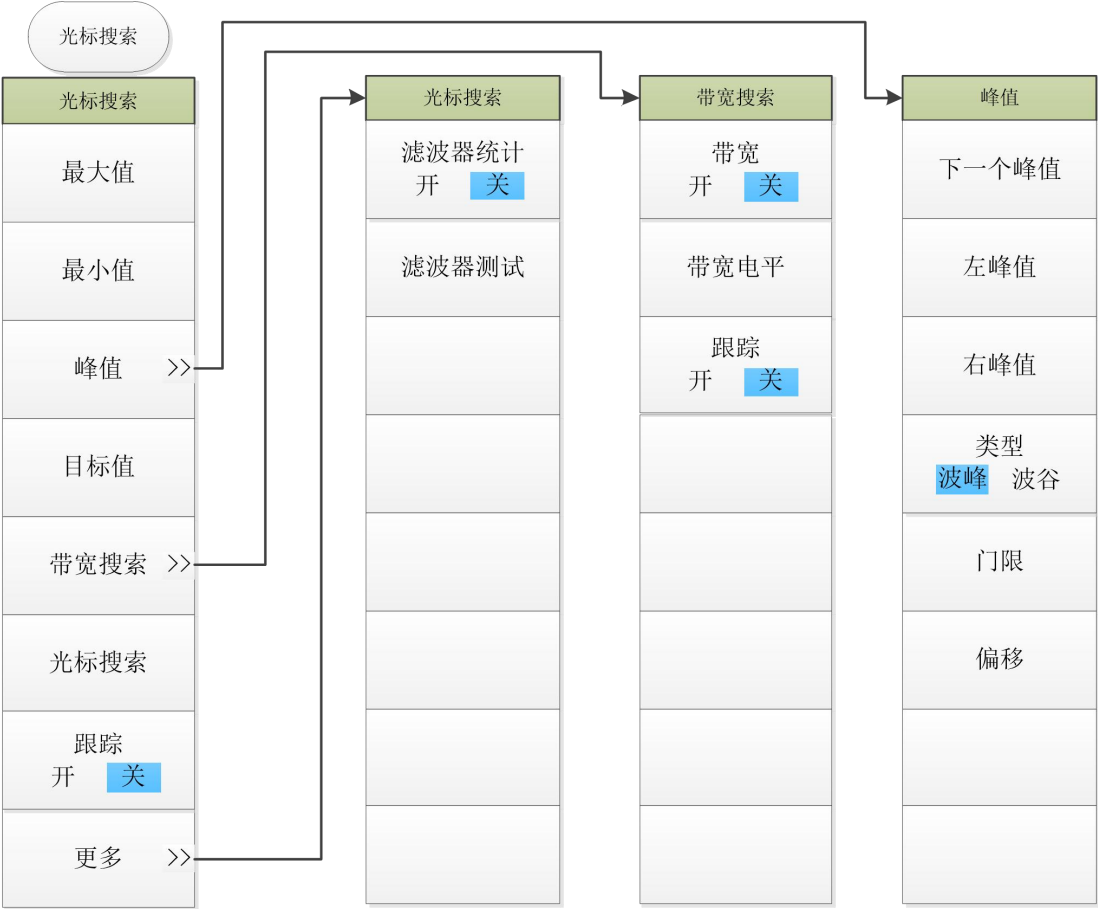 光标搜索
光标搜索
最大值
最小值
峰值 >>
目标值
带宽搜索 >>
光标搜索
跟踪
开 关
更多 >>
光标搜索
滤波器统计
开 关
滤波器测试
带宽搜索
带宽
开 关
带宽电平
跟踪
开 关
峰值
下一个峰值
左峰值
右峰值
类型
波峰 波谷
门限
偏移